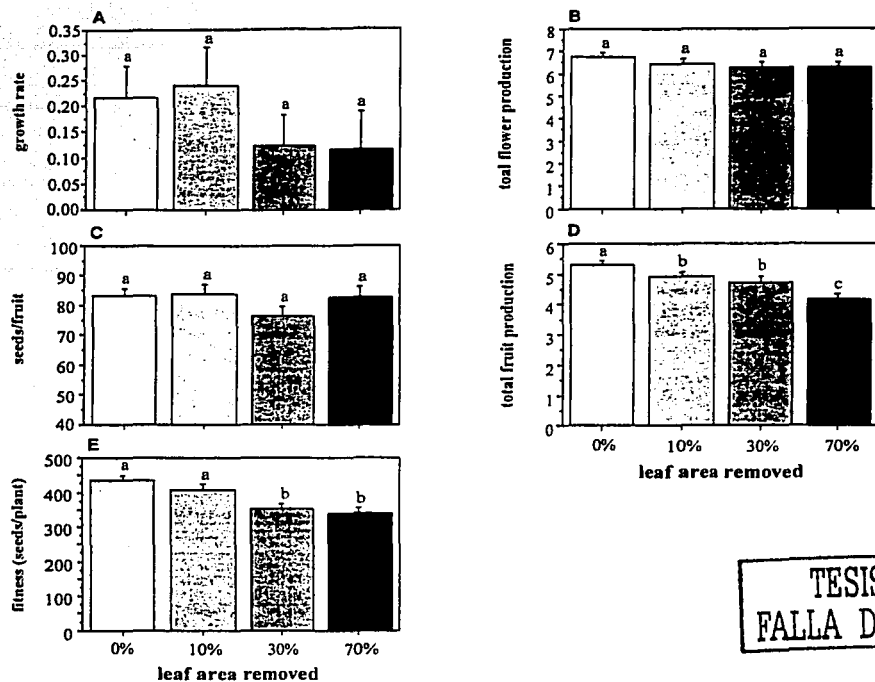 A
growth rate
0.35
0.30
0.25
0.20
0.15
0.10
0.05
0.00
a
a
a
a
B
toal flower production
8
7
6
5
4
3
2
1
0
a
a
a
a
C
seeds/fruit
100
90
80
70
60
50
40
a
a
a
a
D
total fruit production
6
5
4
3
2
1
0
a
b
b
c
0%
10%
30%
70%
leaf area removed
E
fitness (seeds/plant)
500
400
300
200
100
0
a
a
b
b
0%
10%
30%
70%
leaf area removed
TESIS
FALLA D